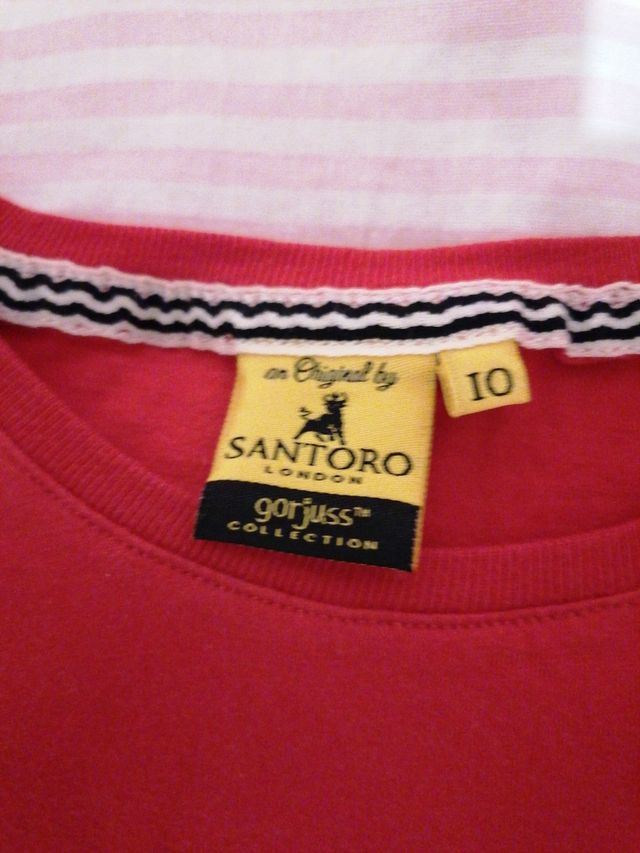 an Original by
SANTORO
LONDON
gorjuss™
COLLECTION
10